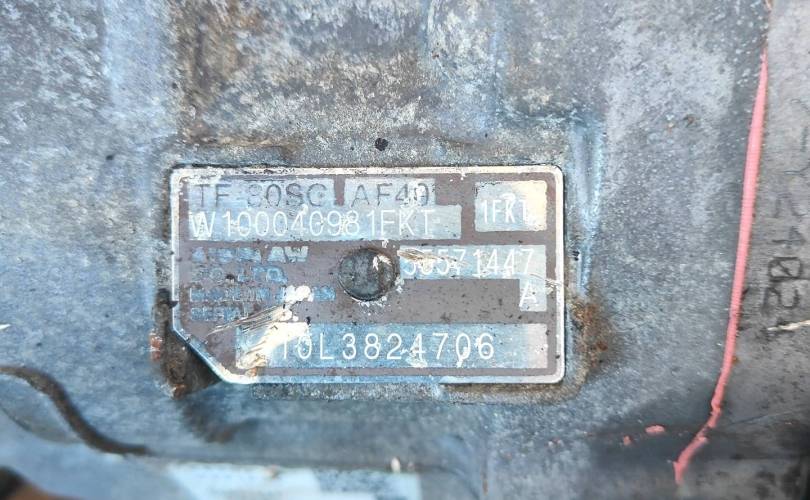 TF-80SC AF40
W100040981FKT 1FKT
AISIN AW
CO.,LTD.
55571447
MADE IN JAPAN
A
SERIAL
10L3824706